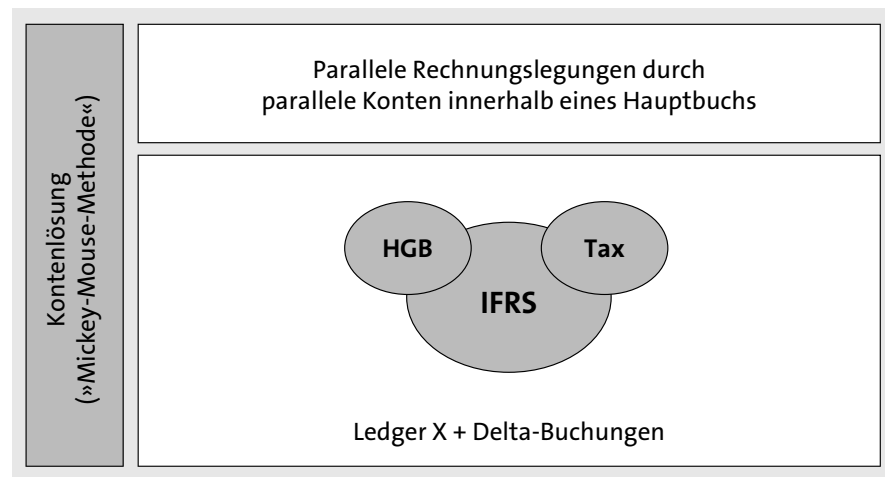 Kontenlösung
(»Mickey-Mouse-Methode«)
Parallele Rechnungslegungen durch
parallele Konten innerhalb eines Hauptbuchs
HGB
Tax
IFRS
Ledger X + Delta-Buchungen